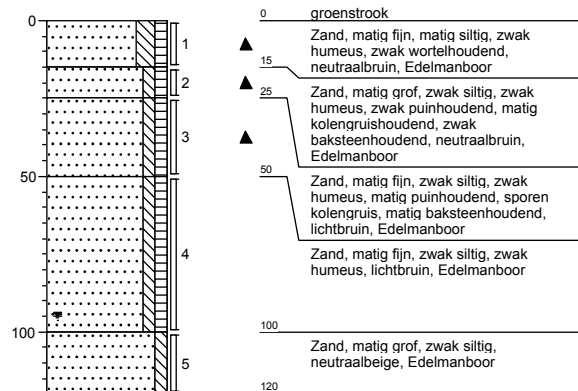 0
50
100
1
2
3
4
5
0 groenstrook
Zand, matig fijn, matig siltig, zwak
humeus, zwak wortelhoudend,
neutraalbruin, Edelmanboor
15
Zand, matig grof, zwak siltig, zwak
humeus, zwak puinhoudend, matig
kolengruishoudend, zwak
baksteenhoudend, neutraalbruin,
Edelmanboor
25
Zand, matig fijn, zwak siltig, zwak
humeus, matig puinhoudend, sporen
kolengruis, matig baksteenhoudend,
lichtbruin, Edelmanboor
50
Zand, matig fijn, zwak siltig, zwak
humeus, lichtbruin, Edelmanboor
100
Zand, matig grof, zwak siltig,
neutraalbeige, Edelmanboor
120